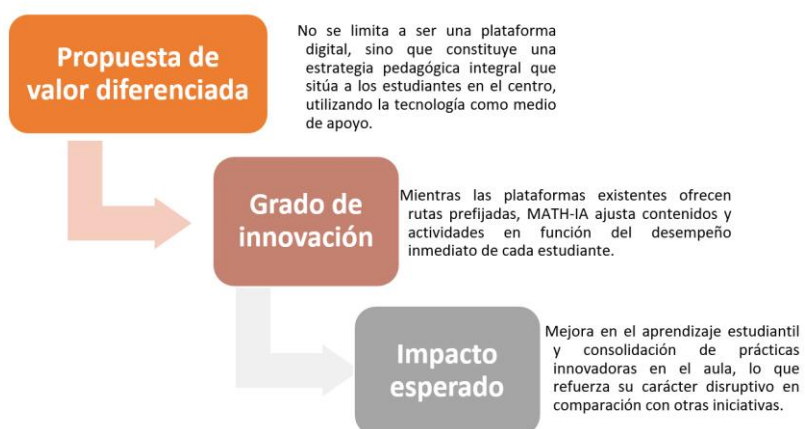 Propuesta de
valor diferenciada
No se limita a ser una plataforma
digital, sino que constituye una
estrategia pedagógica integral que
sitúa a los estudiantes en el centro,
utilizando la tecnología como medio
de apoyo.
Grado de
innovación
Mientras las plataformas existentes ofrecen
rutas prefijadas, MATH-IA ajusta contenidos y
actividades en función del desempeño
inmediato de cada estudiante.
Impacto
esperado
Mejora en el aprendizaje estudiantil
y consolidación de prácticas
innovadoras en el aula, lo que
refuerza su carácter disruptivo en
comparación con otras iniciativas.